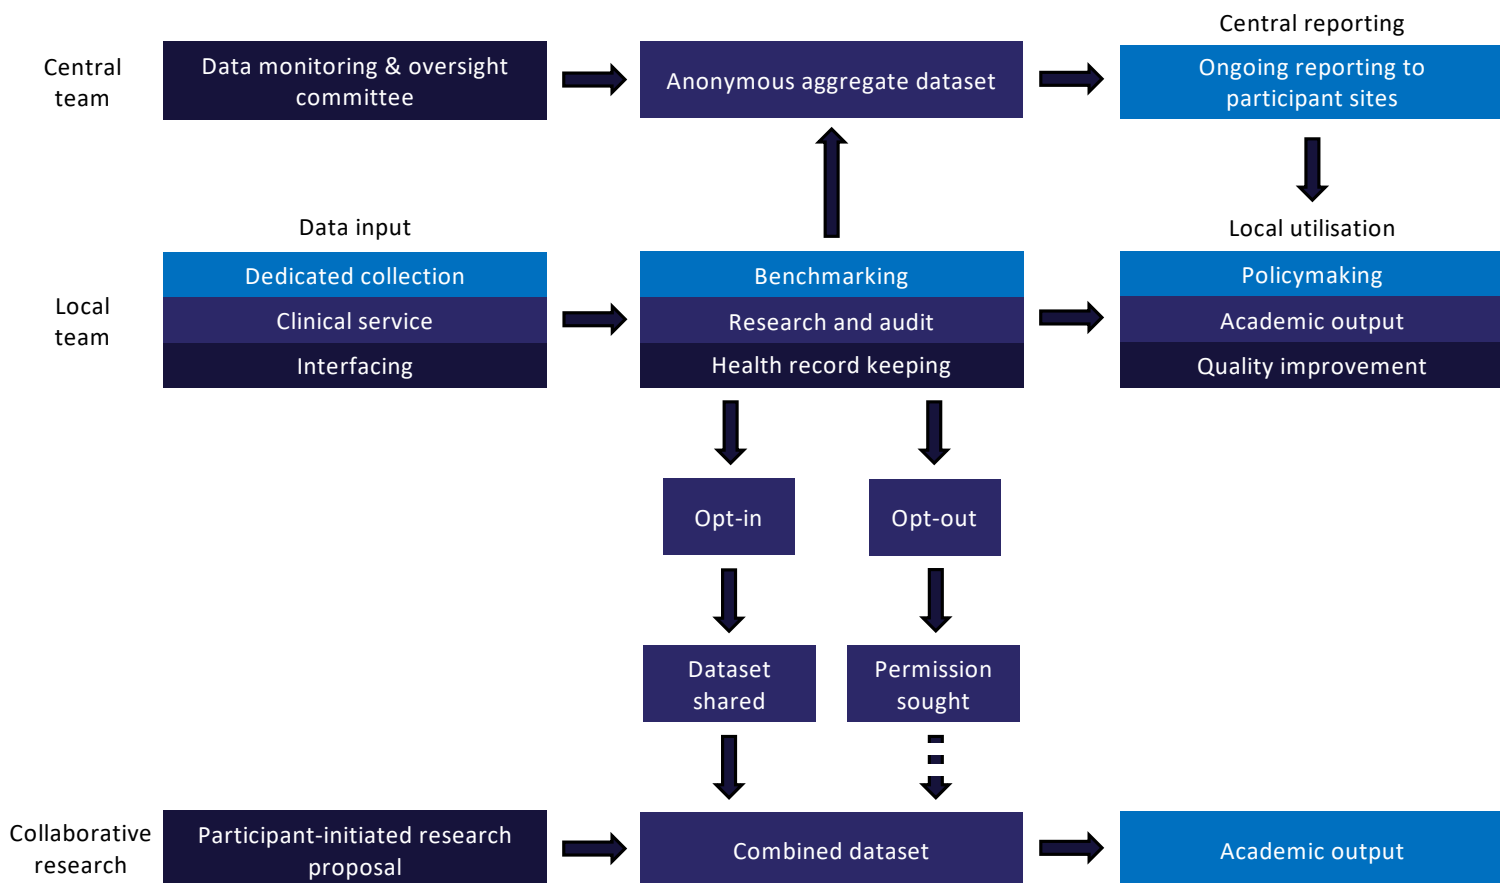 Central reporting
Central
team
Data monitoring & oversight
committee
Anonymous aggregate dataset
Ongoing reporting to
participant sites
Data input
Local utilisation
Local
team
Dedicated collection
Clinical service
Interfacing
Benchmarking
Research and audit
Health record keeping
Policymaking
Academic output
Quality improvement
Opt-in
Opt-out
Dataset
shared
Permission
sought
Collaborative
research
Participant-initiated research
proposal
Combined dataset
Academic output